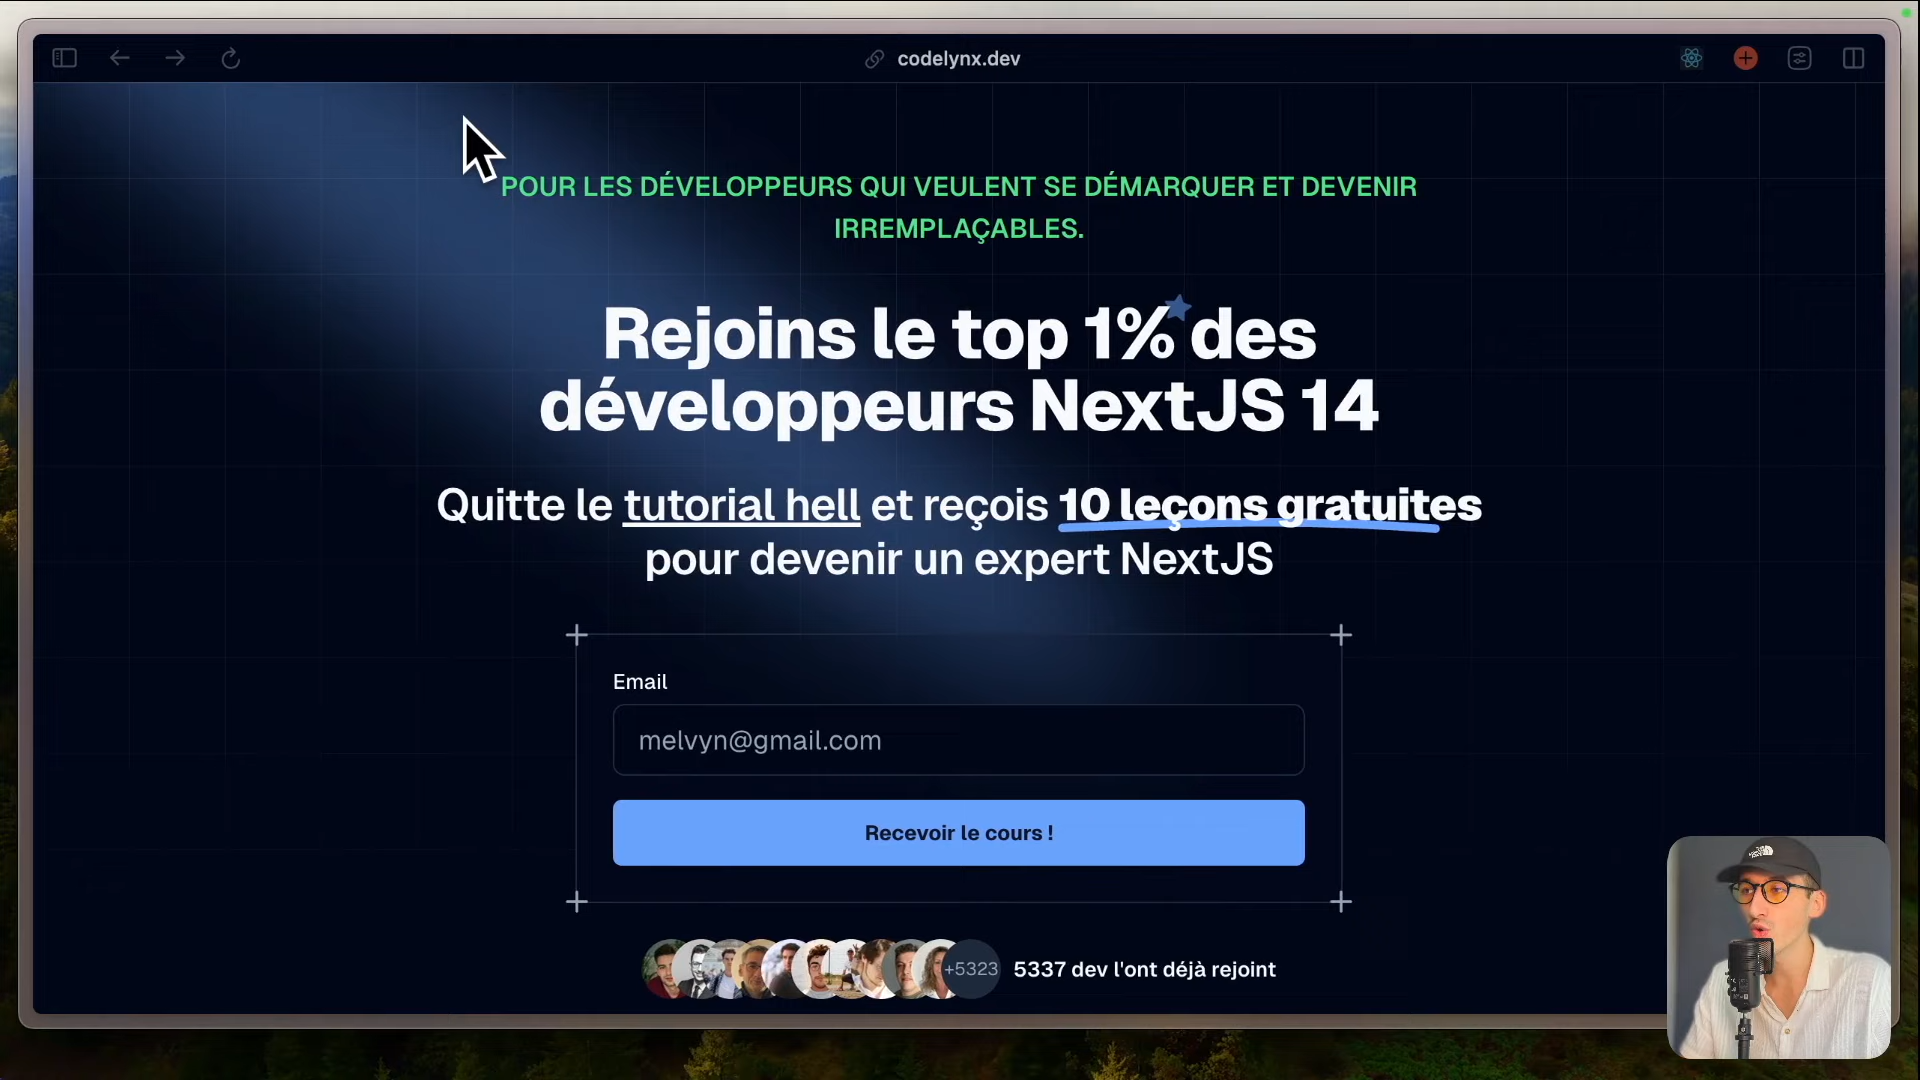 codelynx.dev
POUR LES DÉVELOPPEURS QUI VEULENT SE DÉMARQUER ET DEVENIR
IRREMPLAÇABLES.
Rejoins le top 1% des
développeurs NextJS 14
Quitte le tutorial hell et reçois 10 leçons gratuites
pour devenir un expert NextJS
Email
melvyn@gmail.com
Recevoir le cours !
+5323 5337 dev l'ont déjà rejoint